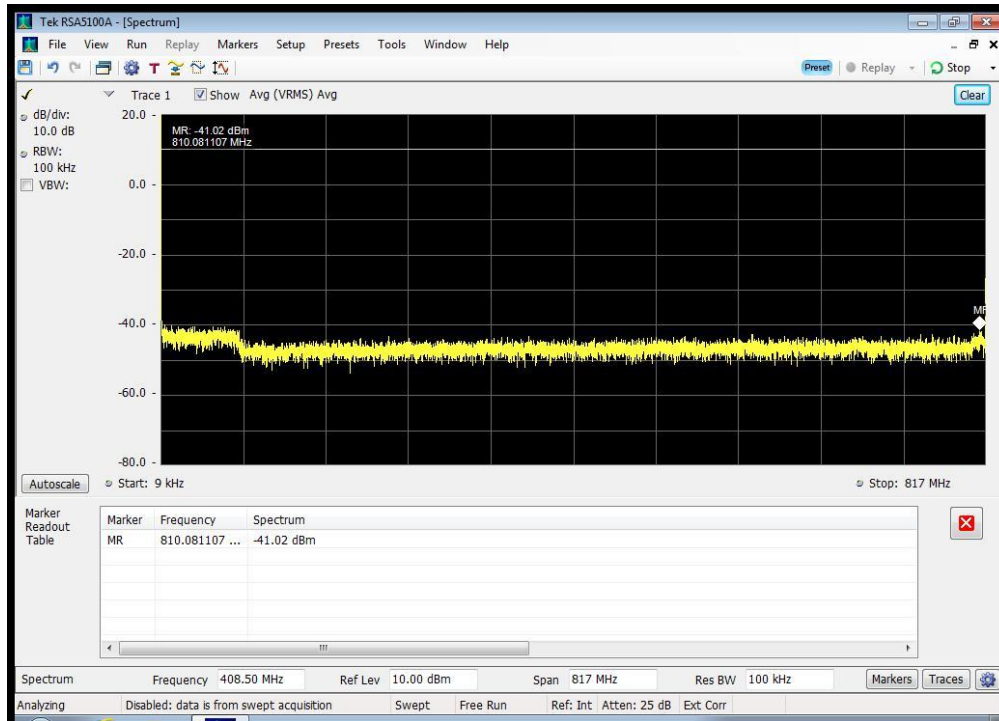 Tek RSA5100A - [Spectrum]
File View Run Replay Markers Setup Presets Tools Window Help
Preset Replay Stop
Trace 1 Show Avg (VRMS) Avg Clear
dB/div:
10.0 dB
RBW:
100 kHz
VBW:
20.0
MR: -41.02 dBm
810.081107 MHz
0.0
-20.0
-40.0
MR
-60.0
-80.0
Autoscale Start: 9 kHz Stop: 817 MHz
Marker
Readout
Table
Marker Frequency Spectrum
MR 810.081107 ... -41.02 dBm
Spectrum Frequency 408.50 MHz Ref Lev 10.00 dBm Span 817 MHz Res BW 100 kHz Markers Traces
Analyzing Disabled: data is from swept acquisition Swept Free Run Ref: Int Atten: 25 dB Ext Corr